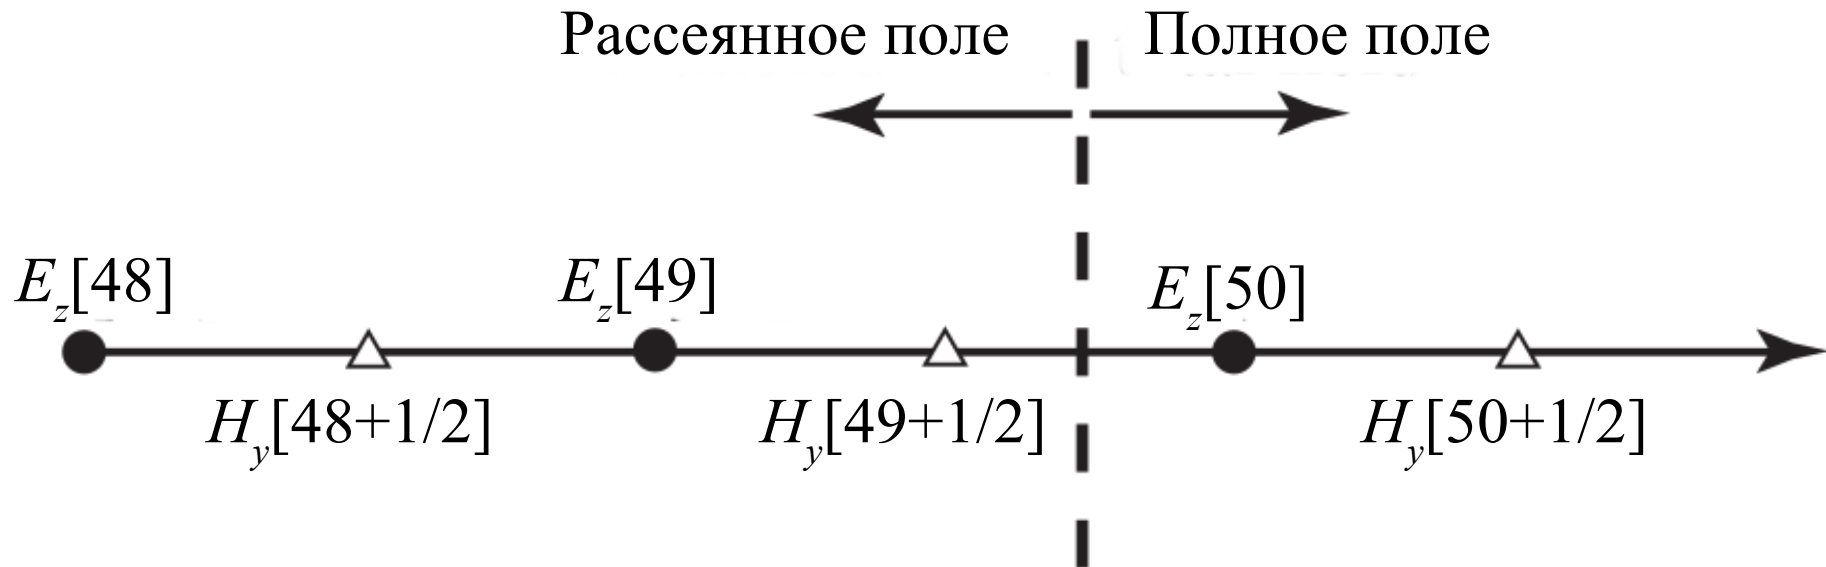 Рассеянное поле Полное поле
E_z[48] E_z[49] E_z[50]
H_y[48+1/2] H_y[49+1/2] H_y[50+1/2]